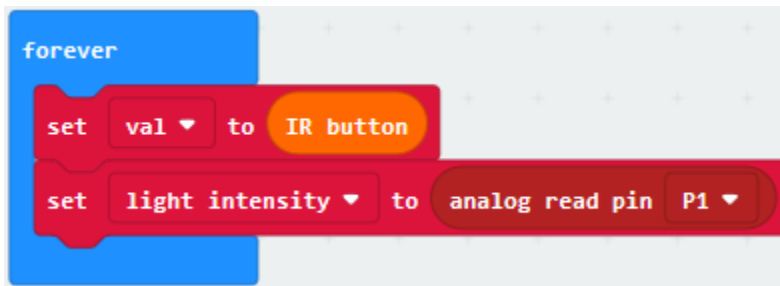 forever
set val to IR button
set light intensity to analog read pin P1